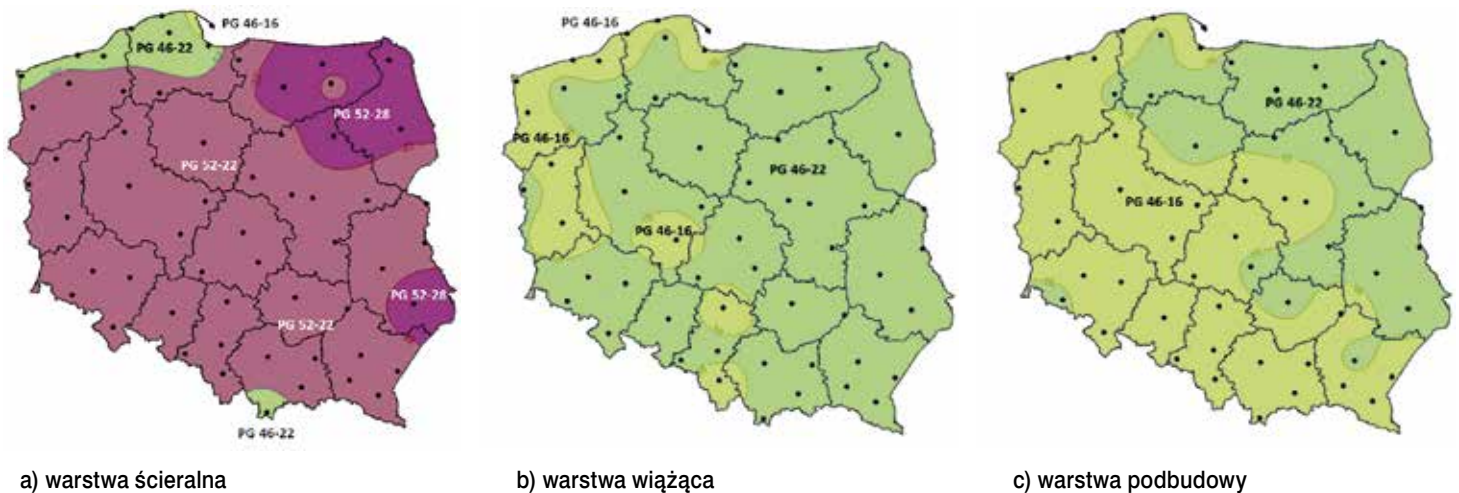 PG 46-16
PG 46-22
PG 52-28
PG 52-22
PG 52-28
PG 52-22
PG 46-22
a) warstwa ścieralna
PG 46-16
PG 46-16
PG 46-22
PG 46-16
b) warstwa wiążąca
PG 46-22
PG 46-16
c) warstwa podbudowy